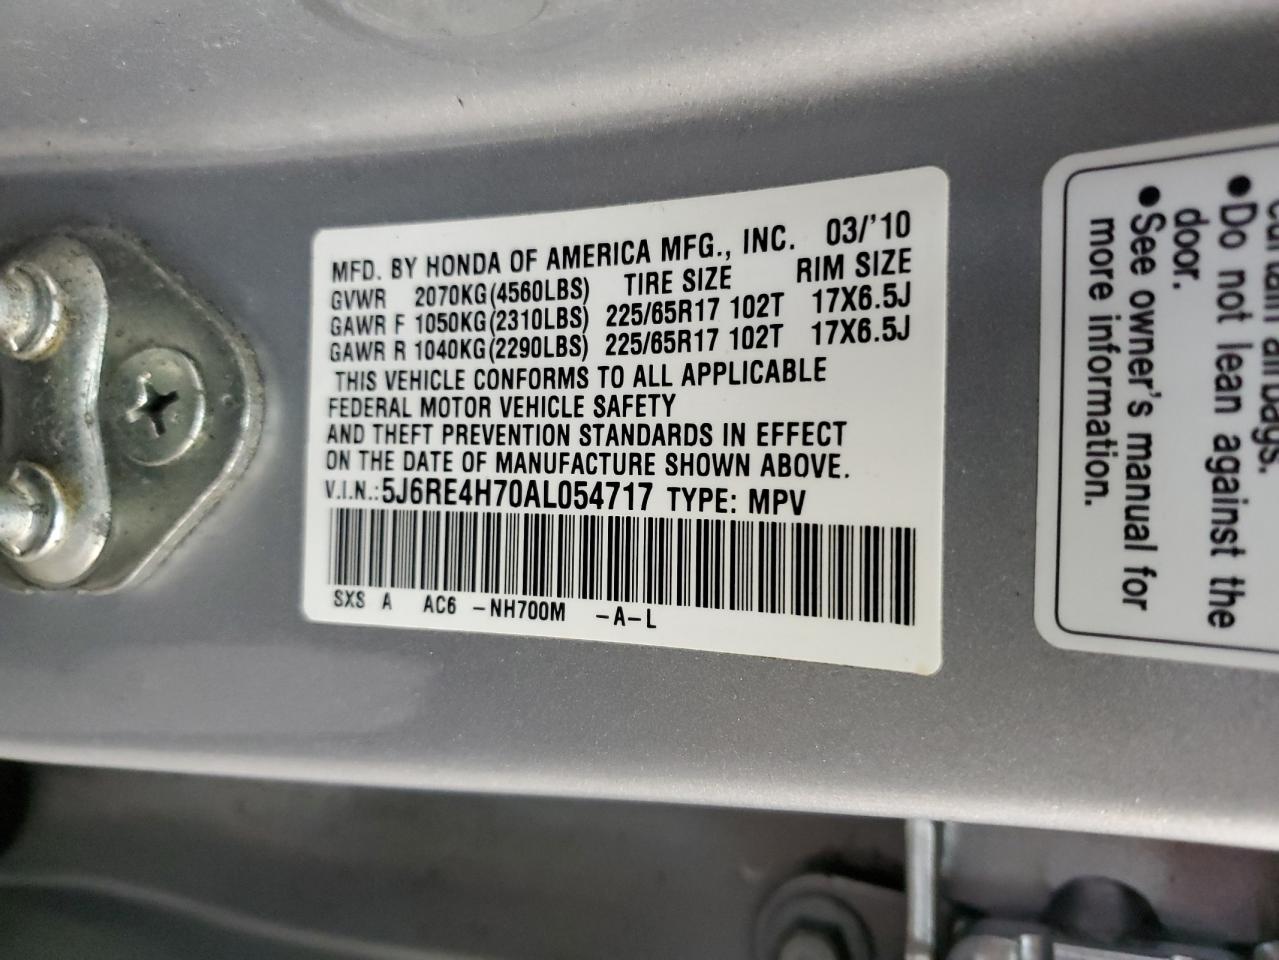 MFD. BY HONDA OF AMERICA MFG., INC. 03/'10
GVWR 2070KG(4560LBS) TIRE SIZE RIM SIZE
GAWR F 1050KG(2310LBS) 225/65R17 102T 17X6.5J
GAWR R 1040KG(2290LBS) 225/65R17 102T 17X6.5J
THIS VEHICLE CONFORMS TO ALL APPLICABLE
FEDERAL MOTOR VEHICLE SAFETY
AND THEFT PREVENTION STANDARDS IN EFFECT
ON THE DATE OF MANUFACTURE SHOWN ABOVE.
V.I.N.:5J6RE4H70AL054717 TYPE: MPV
SXS A AC6 -NH700M -A-L
curtain airbags.
●Do not lean against the
door.
●See owner's manual for
more information.